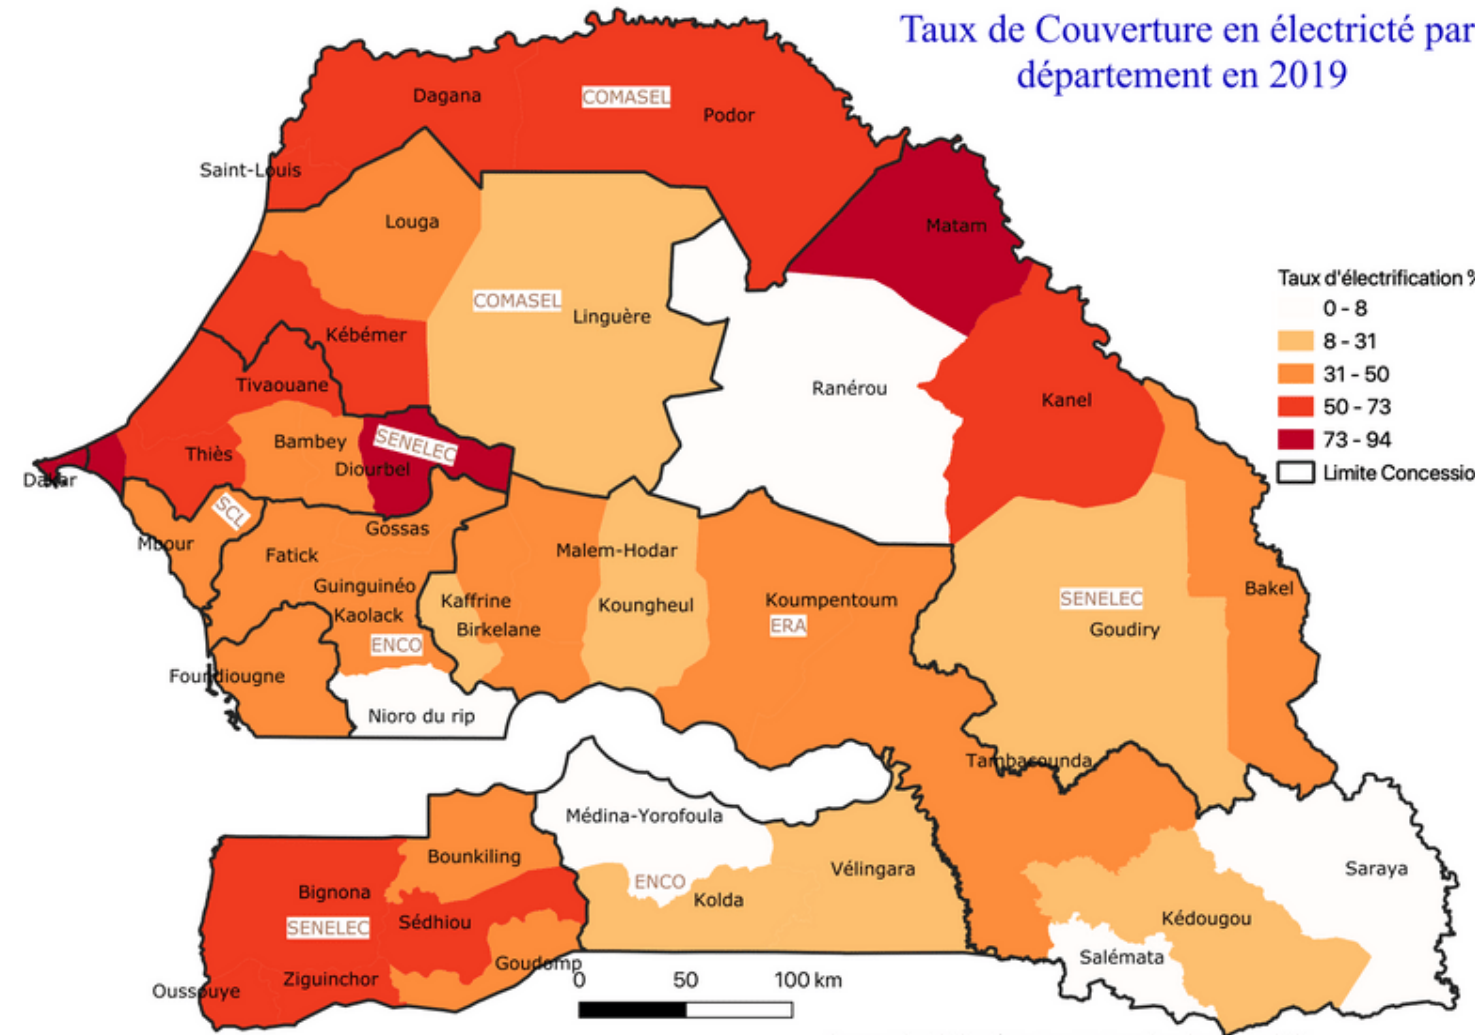 Taux de Couverture en électricté par
département en 2019
Dagana
COMASEL
Podor
Saint-Louis
Louga
Matam
COMASEL
Linguère
Kébémer
Tivaouane
Ranérou
Kanel
Thiès
Bambey
SENELEC
Diourbel
Dakar
SCL
Mbour
Gossas
Fatick
Malem-Hodar
Guinguinéo
Kaffrine
Koungheul
Koumpentoum
SENELEC
Bakel
Kaolack
Birkelane
ERA
Goudiry
ENCO
Foundiougne
Nioro du rip
Tambacounda
Médina-Yorofoula
Bounkiling
Vélingara
Saraya
Bignona
ENCO
Kolda
Sédhiou
Kédougou
SENELEC
Salémata
Goudomp
Ziguinchor
Oussouye
0 50 100 km
Taux d'électrification %
0 - 8
8 - 31
31 - 50
50 - 73
73 - 94
Limite Concessio